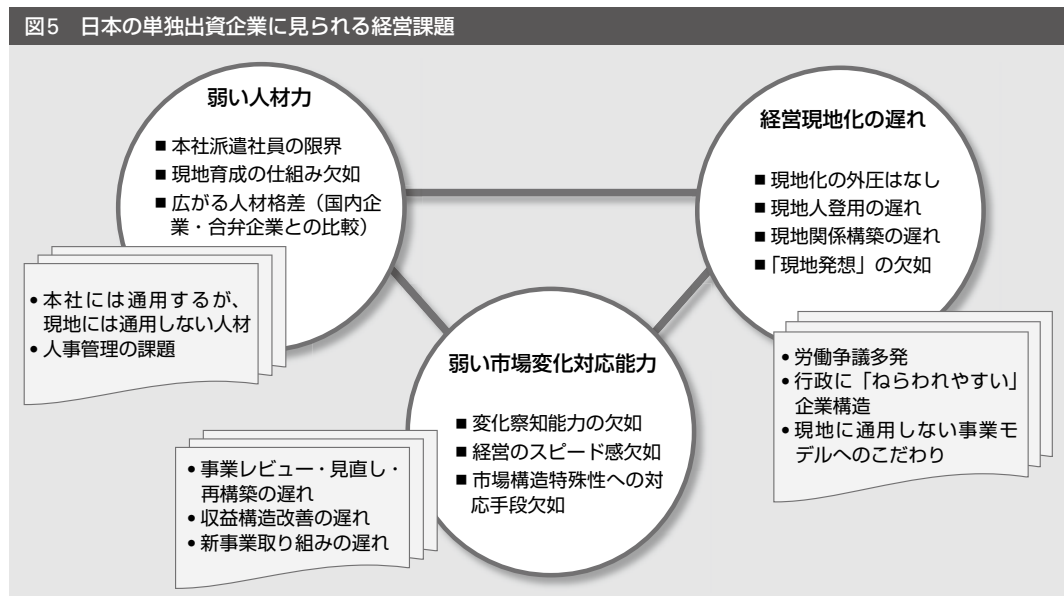 図5　日本の単独出資企業に見られる経営課題
弱い人材力
■ 本社派遣社員の限界
■ 現地育成の仕組み欠如
■ 広がる人材格差（国内企
業・合弁企業との比較）
• 本社には通用するが、
現地には通用しない人材
• 人事管理の課題
経営現地化の遅れ
■ 現地化の外圧はなし
■ 現地人登用の遅れ
■ 現地関係構築の遅れ
■「現地発想」の欠如
• 労働争議多発
• 行政に「ねらわれやすい」
企業構造
• 現地に通用しない事業モ
デルへのこだわり
弱い市場変化対応能力
■ 変化察知能力の欠如
■ 経営のスピード感欠如
■ 市場構造特殊性への対
応手段欠如
• 事業レビュー・見直し・
再構築の遅れ
• 収益構造改善の遅れ
• 新事業取り組みの遅れ